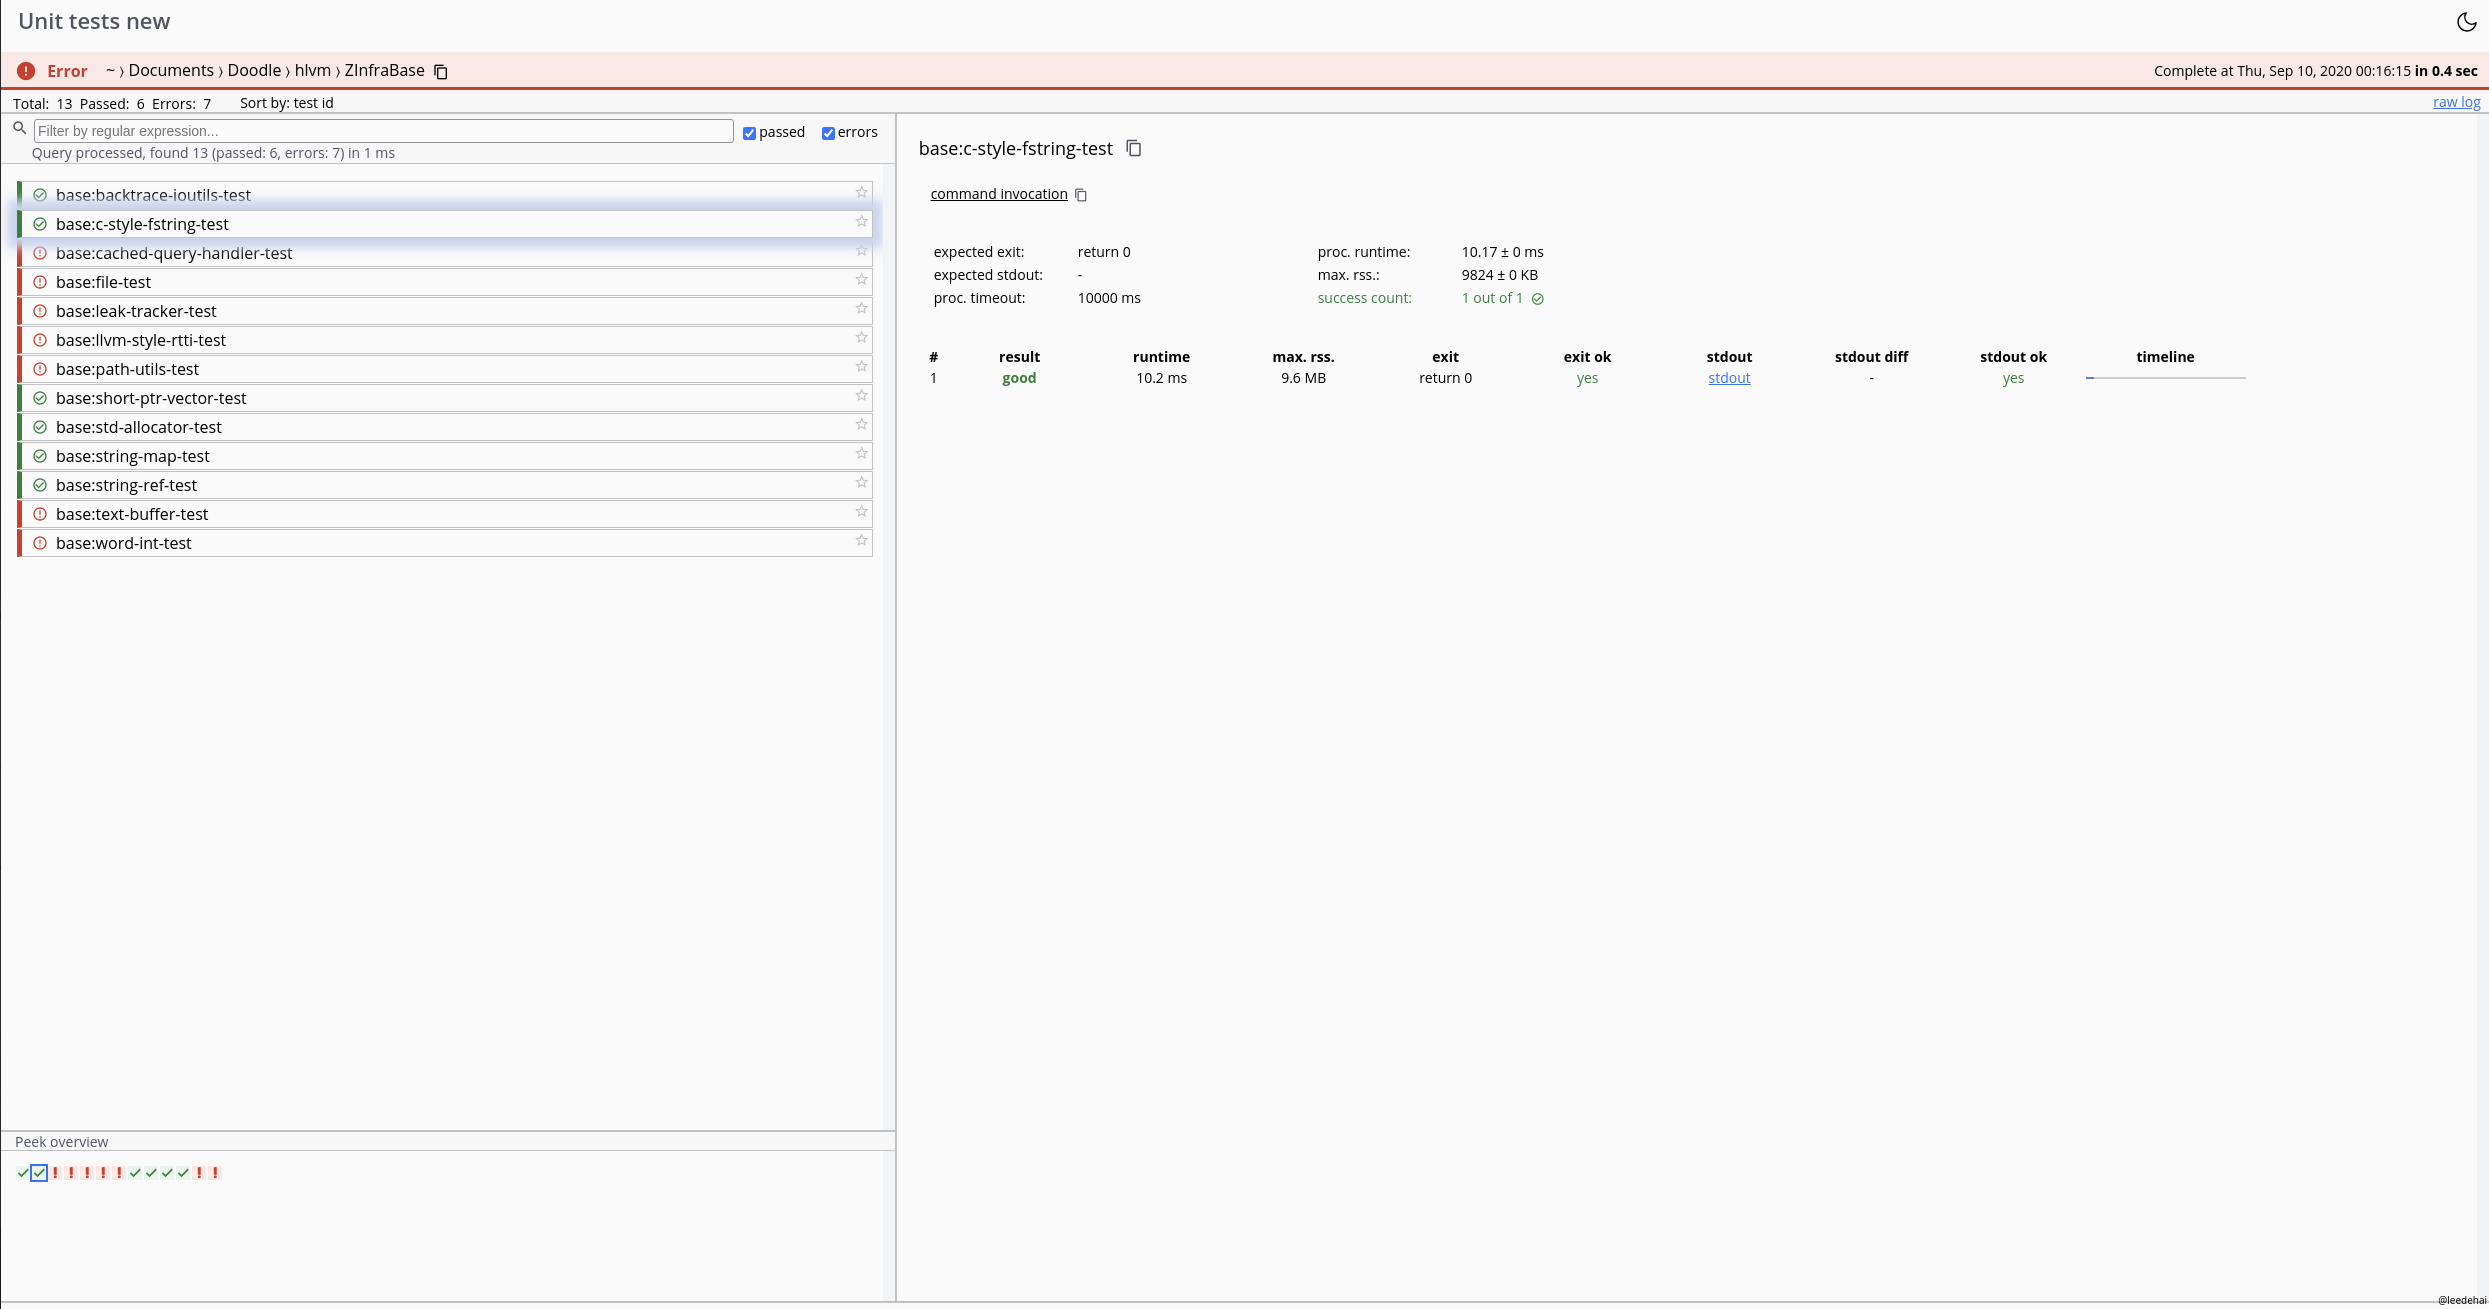 Unit tests new
Error ~ › Documents › Doodle › hlvm › ZInfraBase
Complete at Thu, Sep 10, 2020 00:16:15 in 0.4 sec
Total: 13 Passed: 6 Errors: 7 Sort by: test id
raw log
Filter by regular expression...
passed
errors
Query processed, found 13 (passed: 6, errors: 7) in 1 ms
base:backtrace-ioutils-test
base:c-style-fstring-test
base:cached-query-handler-test
base:file-test
base:leak-tracker-test
base:llvm-style-rtti-test
base:path-utils-test
base:short-ptr-vector-test
base:std-allocator-test
base:string-map-test
base:string-ref-test
base:text-buffer-test
base:word-int-test
Peek overview
base:c-style-fstring-test
command invocation
expected exit: return 0 proc. runtime: 10.17 ± 0 ms
expected stdout: - max. rss.: 9824 ± 0 KB
proc. timeout: 10000 ms success count: 1 out of 1
# result runtime max. rss. exit exit ok stdout stdout diff stdout ok timeline
1 good 10.2 ms 9.6 MB return 0 yes stdout - yes
@leedehai